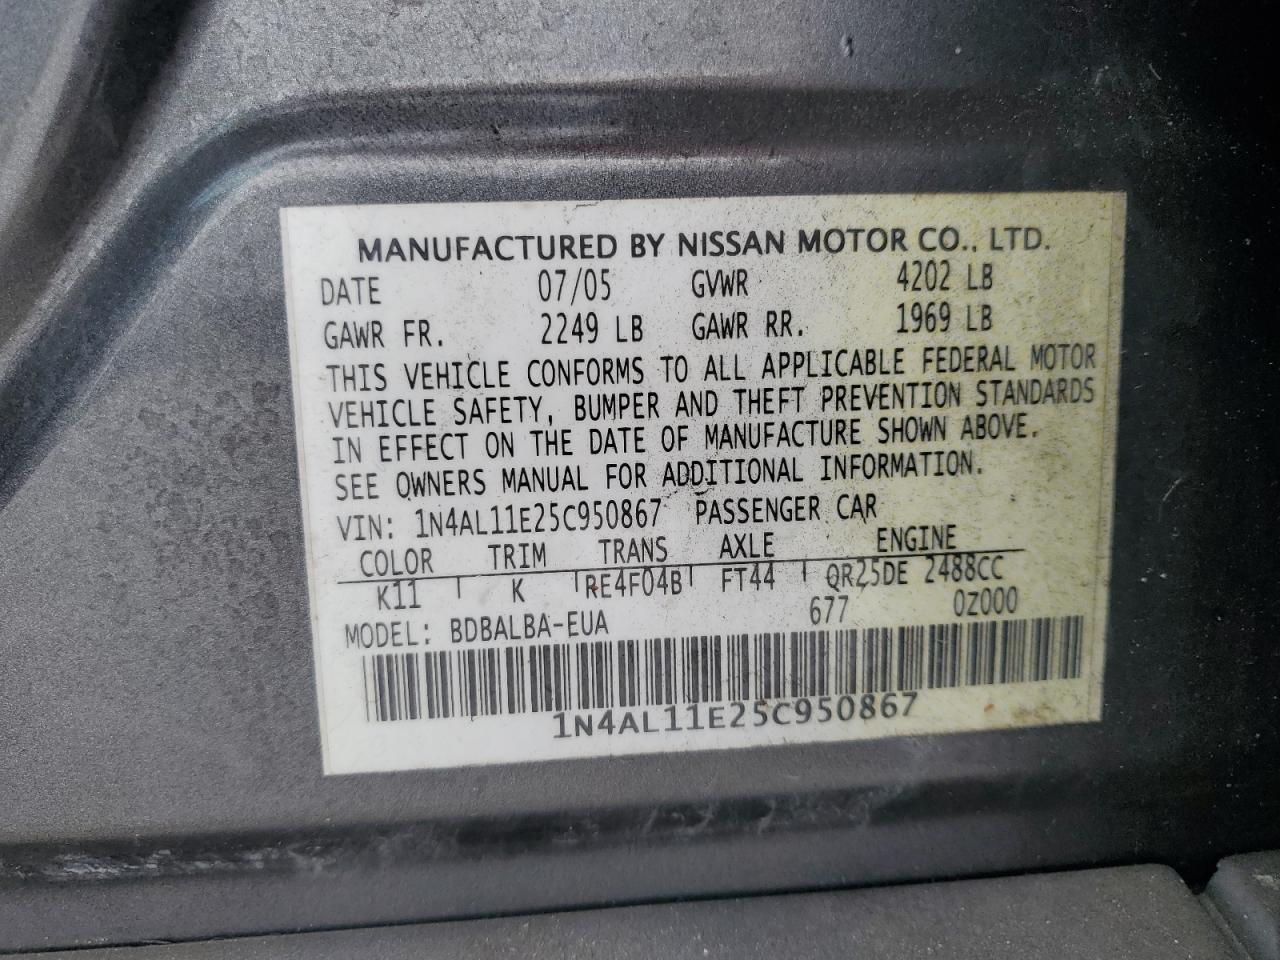 MANUFACTURED BY NISSAN MOTOR CO., LTD.
DATE 07/05 GVWR 4202 LB
GAWR FR. 2249 LB GAWR RR. 1969 LB
THIS VEHICLE CONFORMS TO ALL APPLICABLE FEDERAL MOTOR
VEHICLE SAFETY, BUMPER AND THEFT PREVENTION STANDARDS
IN EFFECT ON THE DATE OF MANUFACTURE SHOWN ABOVE.
SEE OWNERS MANUAL FOR ADDITIONAL INFORMATION.
VIN: 1N4AL11E25C950867 PASSENGER CAR
COLOR TRIM TRANS AXLE ENGINE
K11 K RE4F04B FT44 QR25DE 2488CC
MODEL: BDBALBA-EUA 677 0Z000
1N4AL11E25C950867